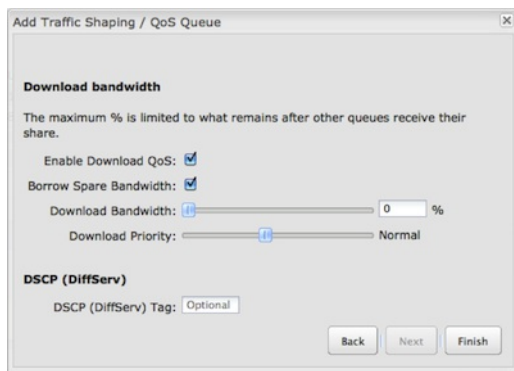 Add Traffic Shaping / QoS Queue
Download bandwidth
The maximum % is limited to what remains after other queues receive their
share.
Enable Download QoS:
Borrow Spare Bandwidth:
Download Bandwidth: 0 %
Download Priority: Normal
DSCP (DiffServ)
DSCP (DiffServ) Tag: Optional
Back Next Finish